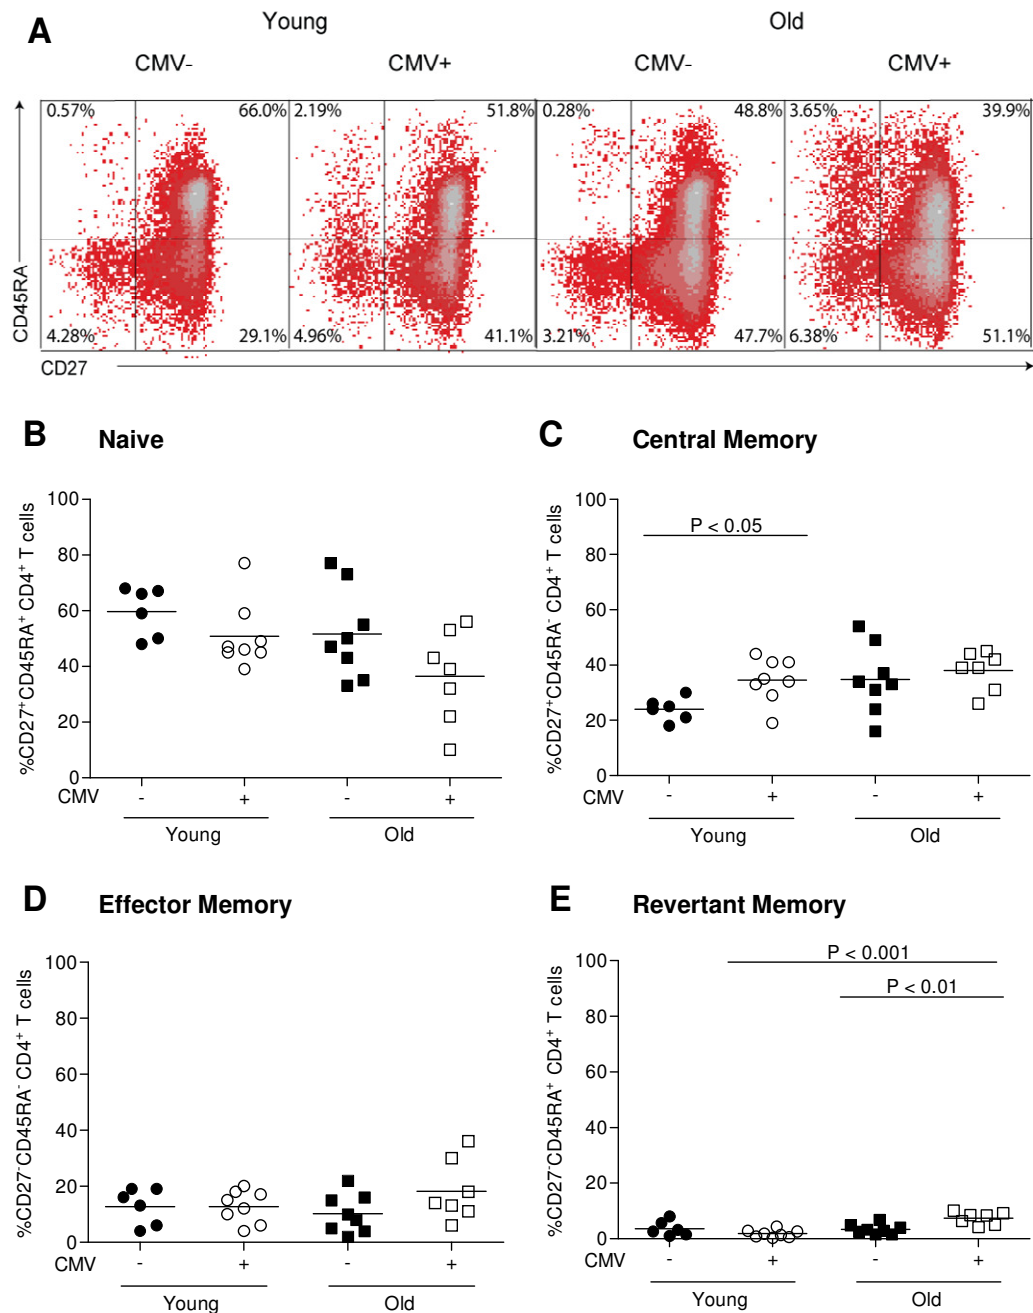 A
Young
Old
CMV-
CMV+
CMV-
CMV+
0.57%
66.0%
2.19%
51.8%
0.28%
48.8%
3.65%
39.9%
CD45RA
4.28%
29.1%
4.96%
41.1%
3.21%
47.7%
6.38%
51.1%
CD27
B Naive
%CD27+CD45RA+ CD4+ T cells
100
80
60
40
20
0
CMV - + - +
Young Old
C Central Memory
%CD27+CD45RA- CD4+ T cells
100
80
60
40
20
0
P < 0.05
CMV - + - +
Young Old
D Effector Memory
%CD27-CD45RA- CD4+ T cells
100
80
60
40
20
0
CMV - + - +
Young Old
E Revertant Memory
%CD27-CD45RA+ CD4+ T cells
100
80
60
40
20
0
P < 0.001
P < 0.01
CMV - + - +
Young Old